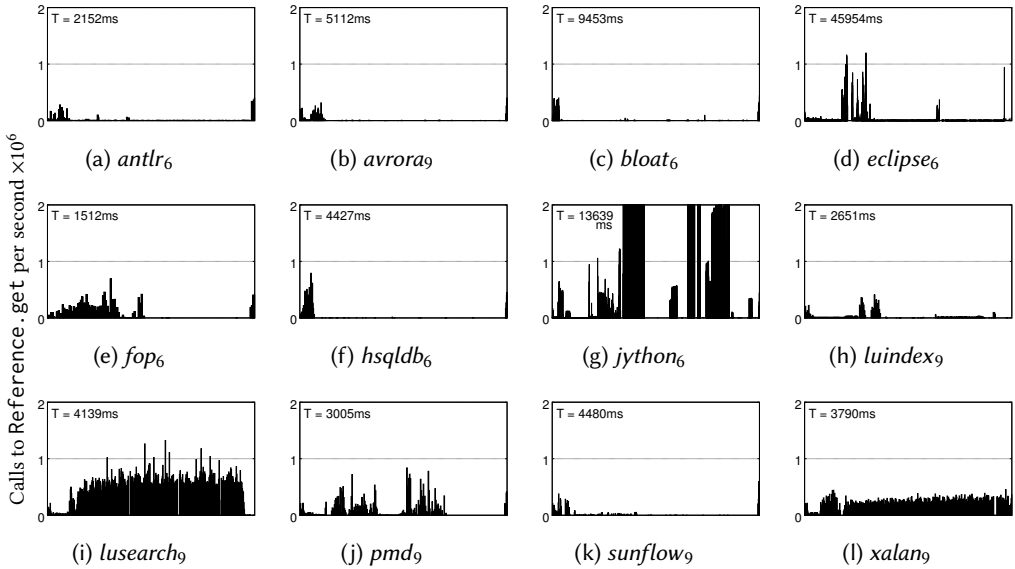 Calls to Reference.get per second ×10⁶
2
1
0
T = 2152ms
(a) antlr₆
2
1
0
T = 5112ms
(b) avrora₉
2
1
0
T = 9453ms
(c) bloat₆
2
1
0
T = 45954ms
(d) eclipse₆
2
1
0
T = 1512ms
(e) fop₆
2
1
0
T = 4427ms
(f) hsqldb₆
2
1
0
T = 13639
ms
(g) jython₆
2
1
0
T = 2651ms
(h) luindex₉
2
1
0
T = 4139ms
(i) lusearch₉
2
1
0
T = 3005ms
(j) pmd₉
2
1
0
T = 4480ms
(k) sunflow₉
2
1
0
T = 3790ms
(l) xalan₉